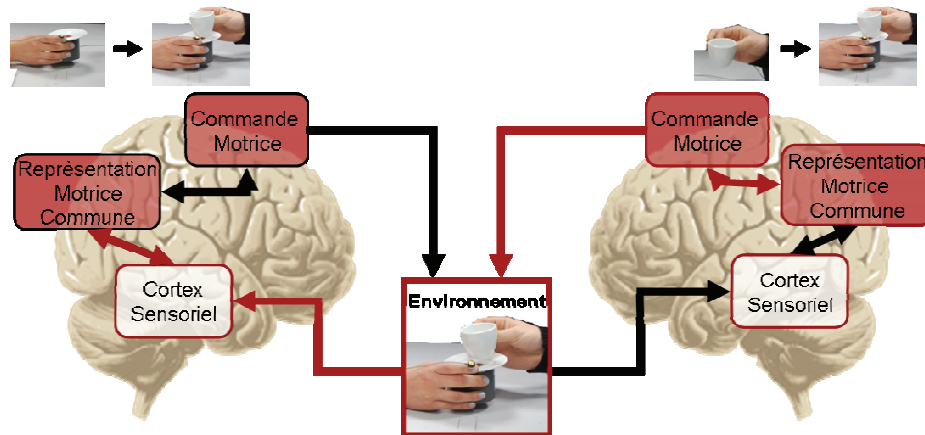 Commande
Motrice
Représentation
Motrice
Commune
Cortex
Sensoriel
Environnement
Commande
Motrice
Représentation
Motrice
Commune
Cortex
Sensoriel